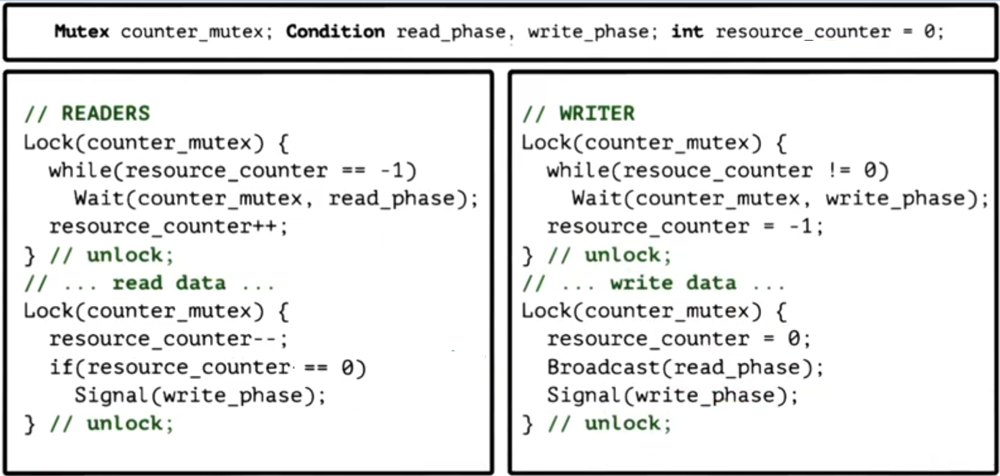 Mutex counter_mutex; Condition read_phase, write_phase; int resource_counter = 0;
// READERS
Lock(counter_mutex) {
while(resource_counter == -1)
Wait(counter_mutex, read_phase);
resource_counter++;
} // unlock;
// ... read data ...
Lock(counter_mutex) {
resource_counter--;
if(resource_counter == 0)
Signal(write_phase);
} // unlock;
// WRITER
Lock(counter_mutex) {
while(resouce_counter != 0)
Wait(counter_mutex, write_phase);
resource_counter = -1;
} // unlock;
// ... write data ...
Lock(counter_mutex) {
resource_counter = 0;
Broadcast(read_phase);
Signal(write_phase);
} // unlock;